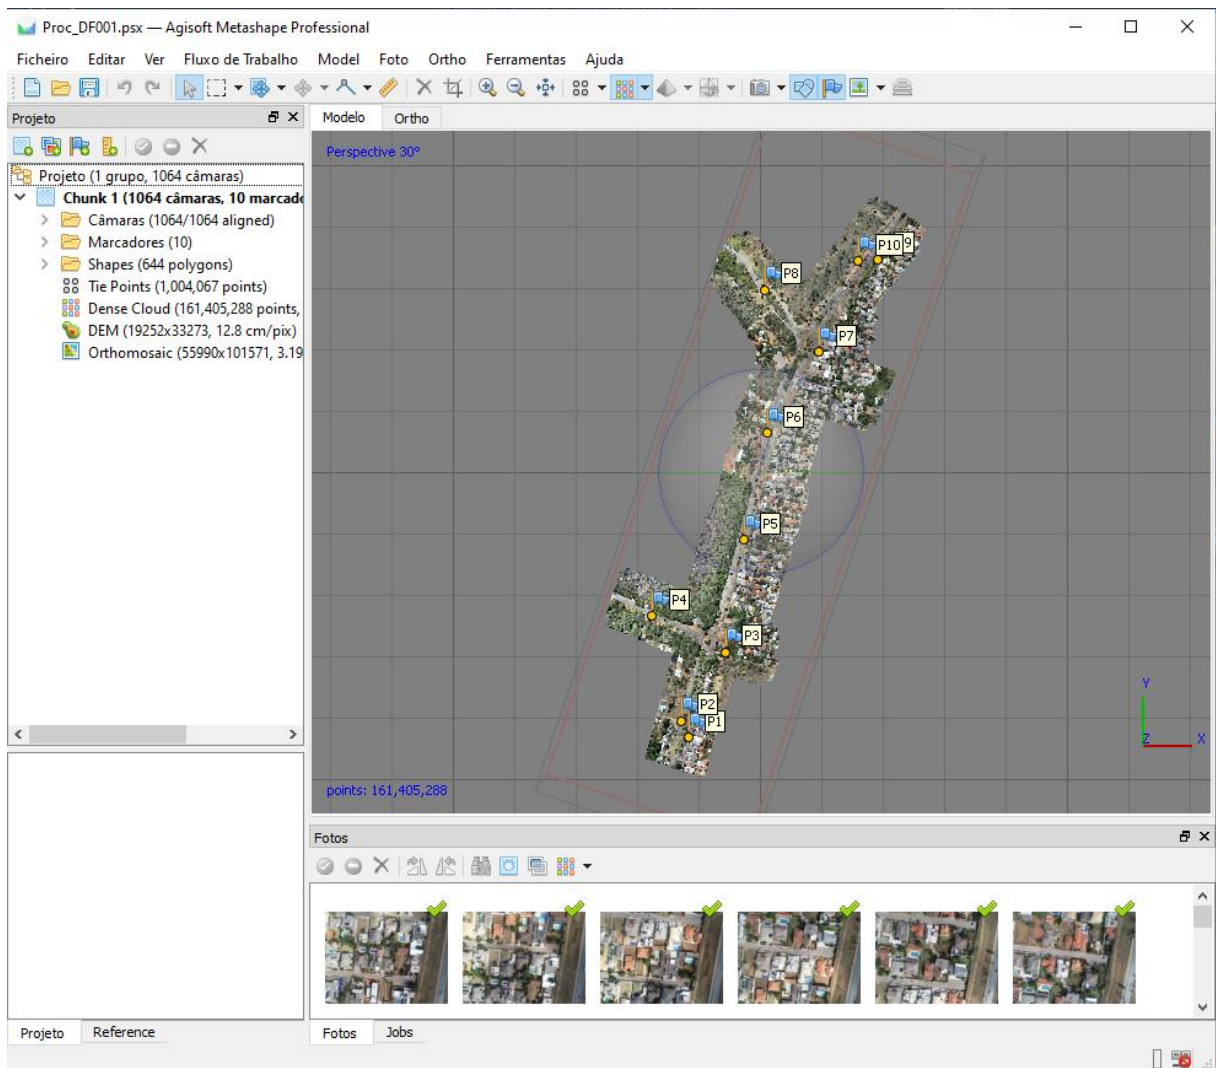 Proc_DF001.psx — Agisoft Metashape Professional
Ficheiro Editar Ver Fluxo de Trabalho Model Foto Ortho Ferramentas Ajuda
Projeto
Projeto (1 grupo, 1064 câmaras)
Chunk 1 (1064 câmaras, 10 marcado
Câmaras (1064/1064 aligned)
Marcadores (10)
Shapes (644 polygons)
Tie Points (1,004,067 points)
Dense Cloud (161,405,288 points,
DEM (19252x33273, 12.8 cm/pix)
Orthomosaic (55990x101571, 3.19
Projeto Reference
Modelo Ortho
Perspective 30°
P10 9
P8
P7
P6
P5
P4
P3
P2
P1
Y
Z X
points: 161,405,288
Fotos
Fotos Jobs